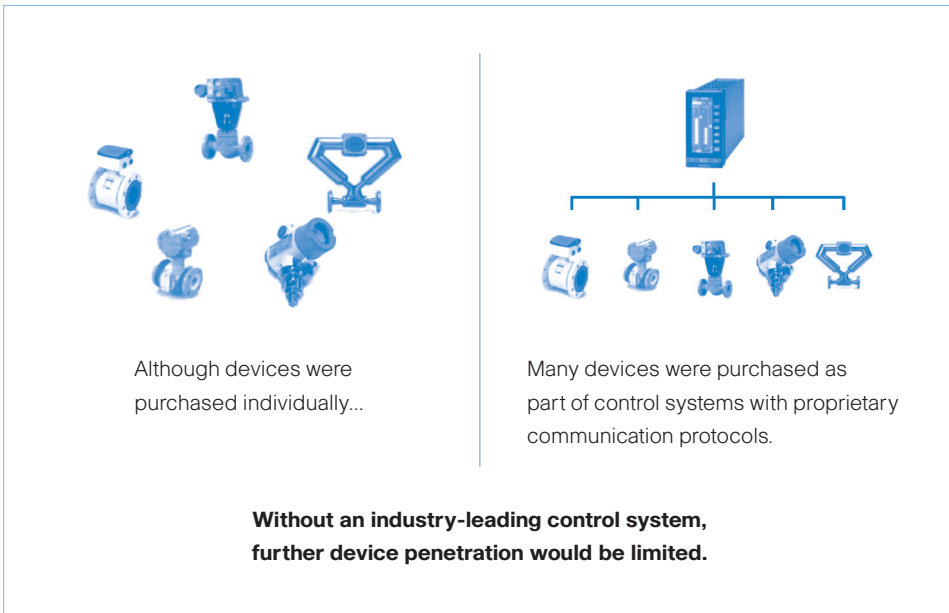 Although devices were
purchased individually...
Many devices were purchased as
part of control systems with proprietary
communication protocols.
Without an industry-leading control system,
further device penetration would be limited.